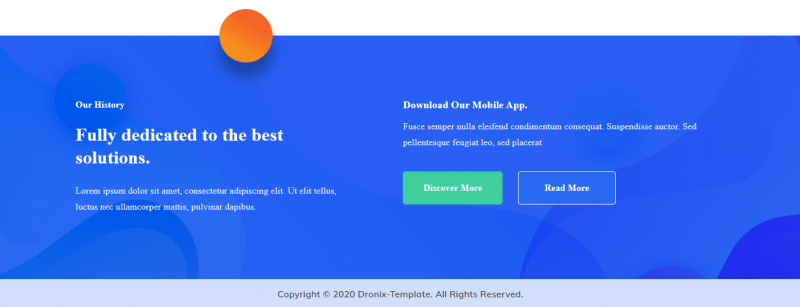 Our History
Fully dedicated to the best
solutions.
Lorem ipsum dolor sit amet, consectetur adipiscing elit. Ut elit tellus,
luctus nec ullamcorper mattis, pulvinar dapibus.
Download Our Mobile App.
Fusce semper nulla eleifend condimentum consequat. Suspendisse auctor. Sed
pellentesque feugiat leo, sed placerat
Discover More
Read More
Copyright © 2020 Dronix-Template. All Rights Reserved.